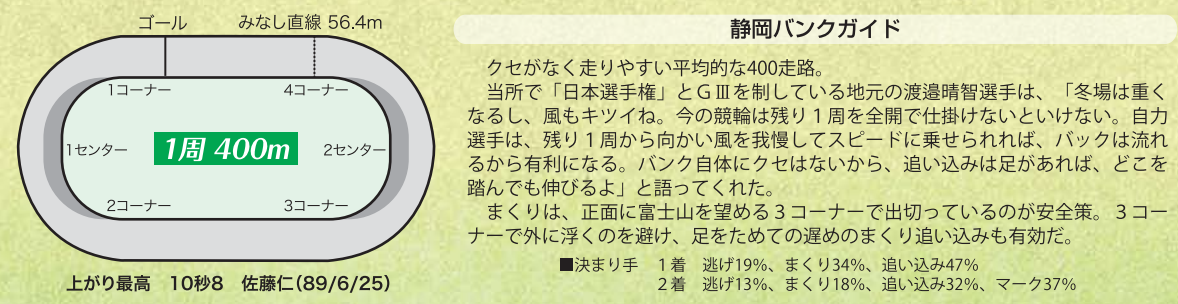 ゴール　みなし直線 56.4m
1コーナー　4コーナー
1センター　1周 400m　2センター
2コーナー　3コーナー
上がり最高　10秒8　佐藤仁（89/6/25）
静岡バンクガイド
クセがなく走りやすい平均的な400走路。
当所で「日本選手権」とＧⅢを制している地元の渡邉晴智選手は、「冬場は重く
なるし、風もキツイね。今の競輪は残り１周を全開で仕掛けないといけない。自力
選手は、残り１周から向かい風を我慢してスピードに乗せられれば、バックは流れ
るから有利になる。バンク自体にクセはないから、追い込みは足があれば、どこを
踏んでも伸びるよ」と語ってくれた。
まくりは、正面に富士山を望める３コーナーで出切っているのが安全策。３コー
ナーで外に浮くのを避け、足をためての遅めのまくり追い込みも有効だ。
■決まり手　１着　逃げ19%、まくり34%、追い込み47%
２着　逃げ13%、まくり18%、追い込み32%、マーク37%